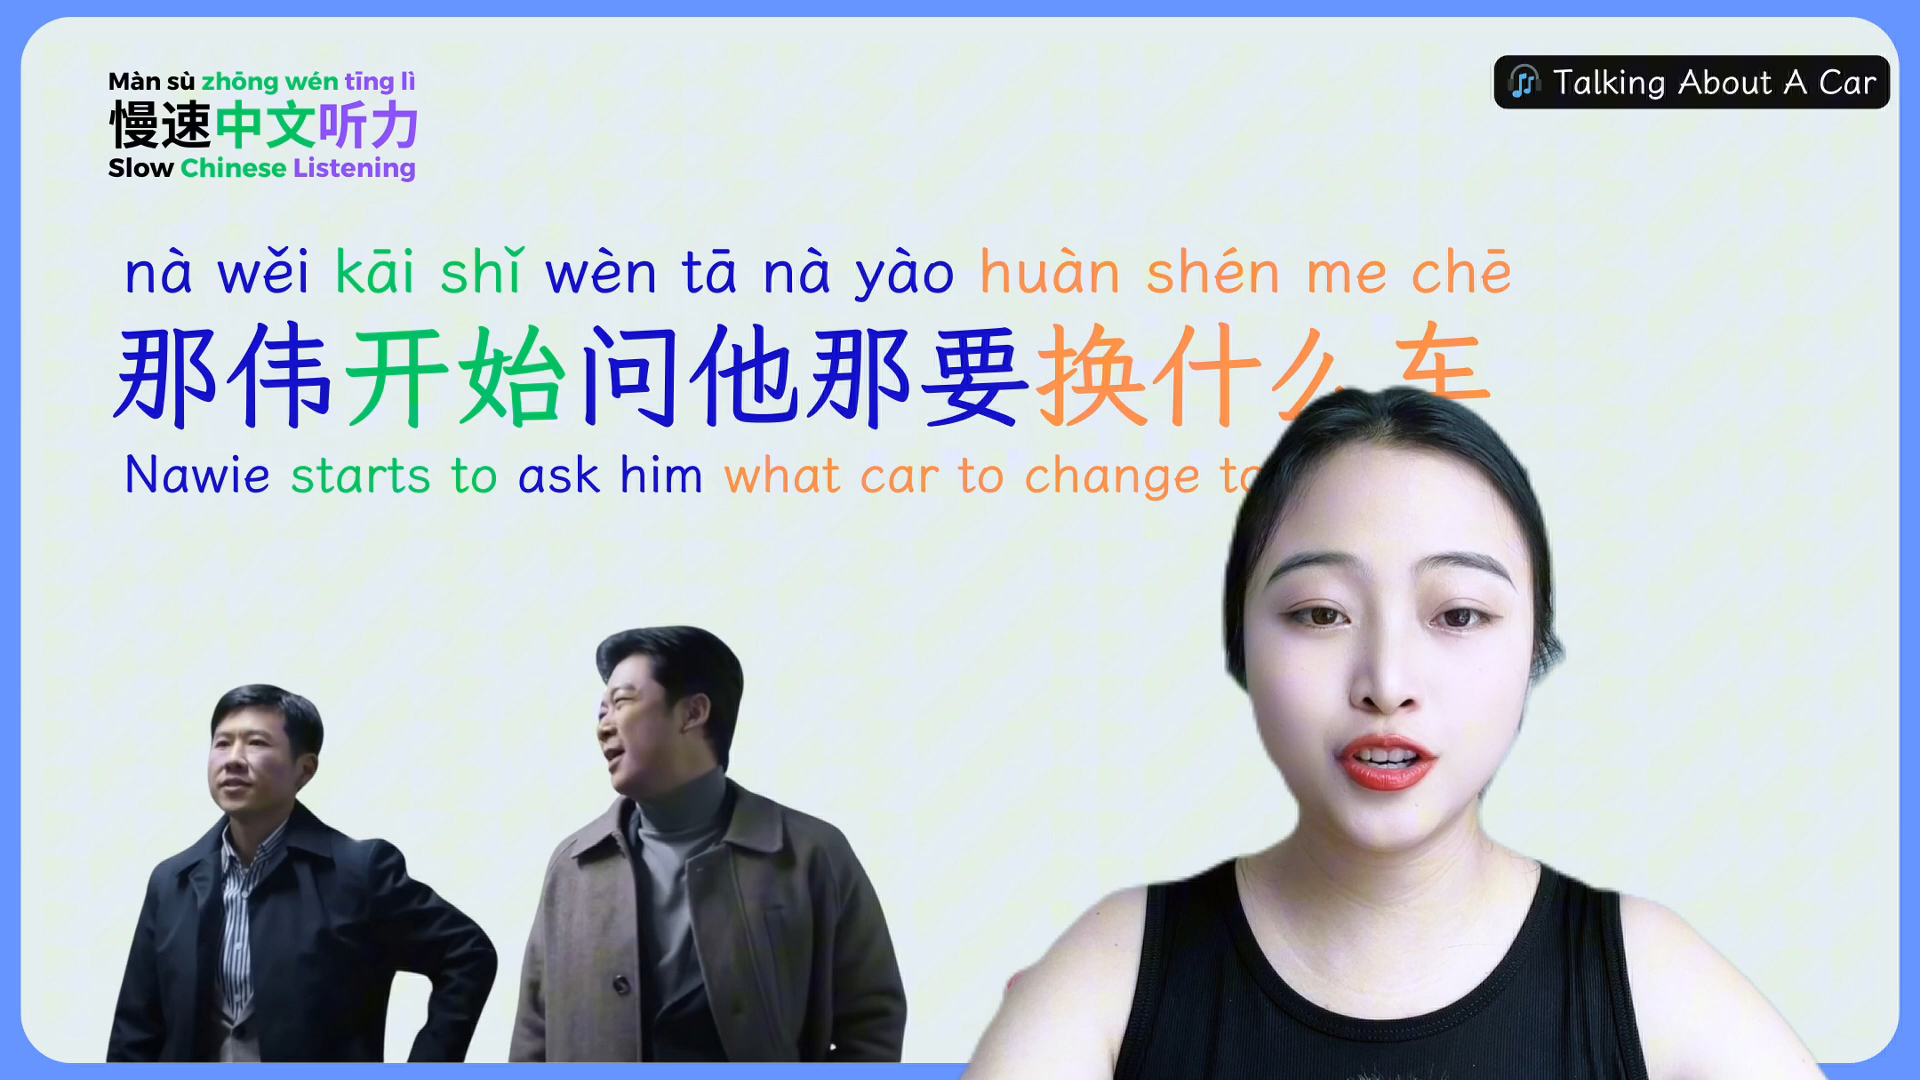 Màn sù zhōng wén tīng lì
慢速中文听力
Slow Chinese Listening
🎧 Talking About A Car
nà wěi kāi shǐ wèn tā nà yào huàn shén me chē
那伟开始问他那要换什么车
Nawie starts to ask him what car to change to